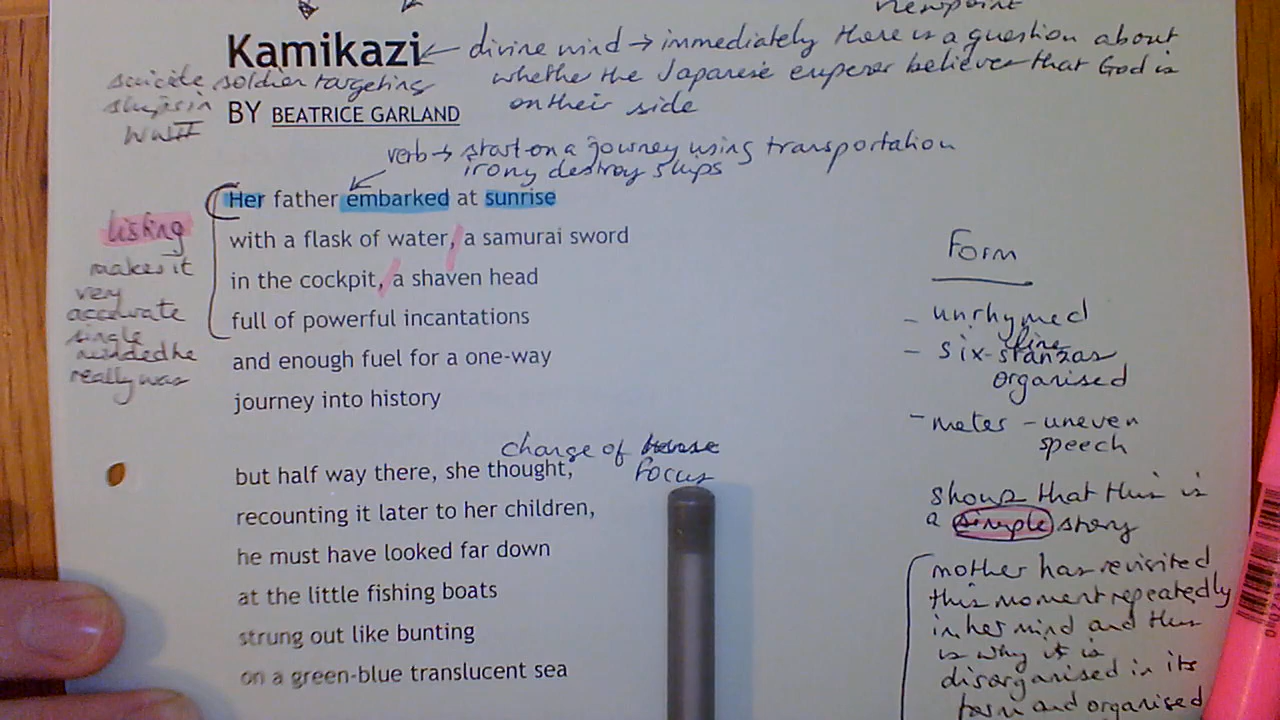 viewpoint
Kamikazi
divine wind → immediately there is a question about
whether the Japanese emperor believes that God is
on their side
suicide soldier targeting
ships in
WWII
BY BEATRICE GARLAND
verb → start on a journey using transportation
irony destroy ships
Her father embarked at sunrise
with a flask of water, a samurai sword
in the cockpit, a shaven head
full of powerful incantations
and enough fuel for a one-way
journey into history
listing
makes it
very
accurate
single
minded he
really was
change of
focus
but half way there, she thought,
recounting it later to her children,
he must have looked far down
at the little fishing boats
strung out like bunting
on a green-blue translucent sea
Form
- unrhymed
- six-line stanzas
organised
- meter - uneven
speech
shows that this is
a simple story
mother has revisited
this moment repeatedly
in her mind and this
is why it is
disorganised in its
form and organised